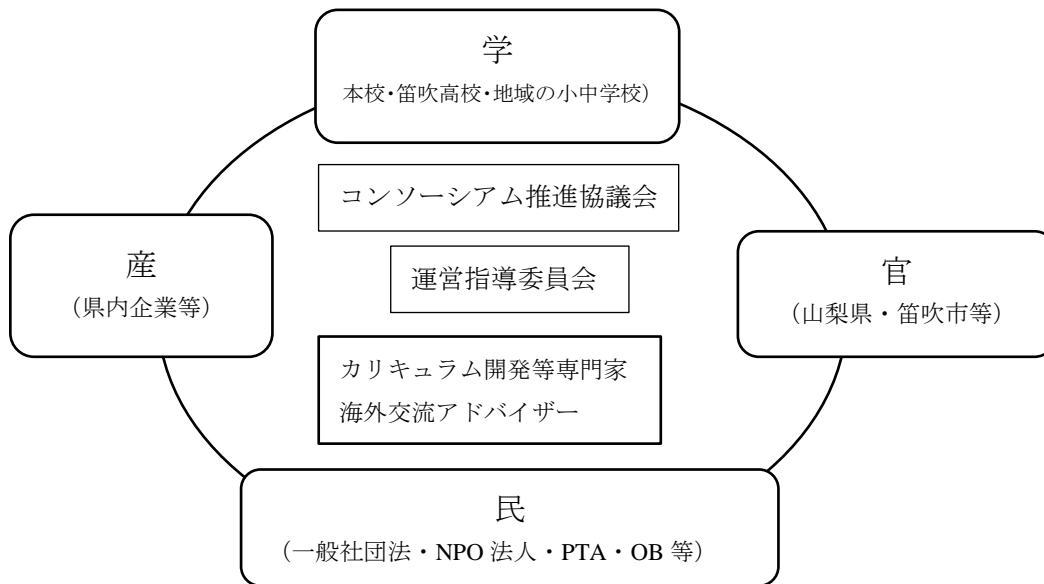 学
本校・笛吹高校・地域の小中学校）
コンソーシアム推進協議会
産
（県内企業等）
運営指導委員会
官
（山梨県・笛吹市等）
カリキュラム開発等専門家
海外交流アドバイザー
民
（一般社団法・NPO 法人・PTA・OB 等）